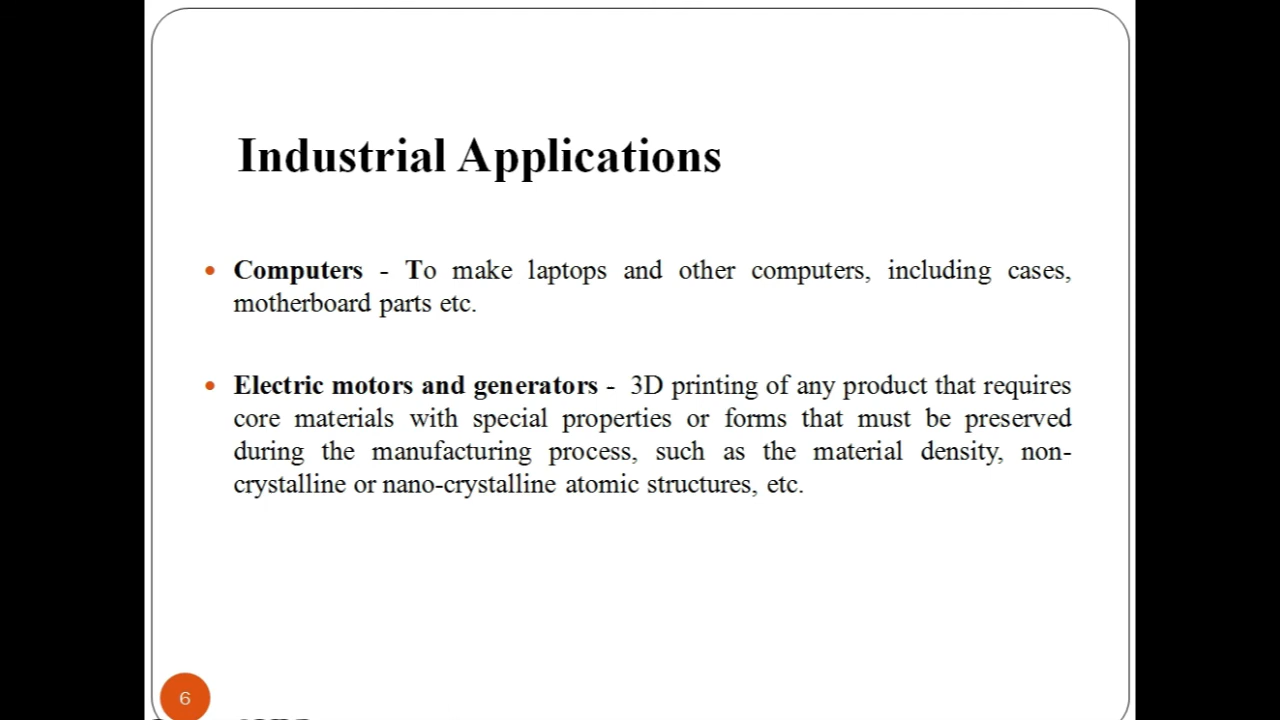 Industrial Applications
• Computers - To make laptops and other computers, including cases,
motherboard parts etc.
• Electric motors and generators - 3D printing of any product that requires
core materials with special properties or forms that must be preserved
during the manufacturing process, such as the material density, non-
crystalline or nano-crystalline atomic structures, etc.
6